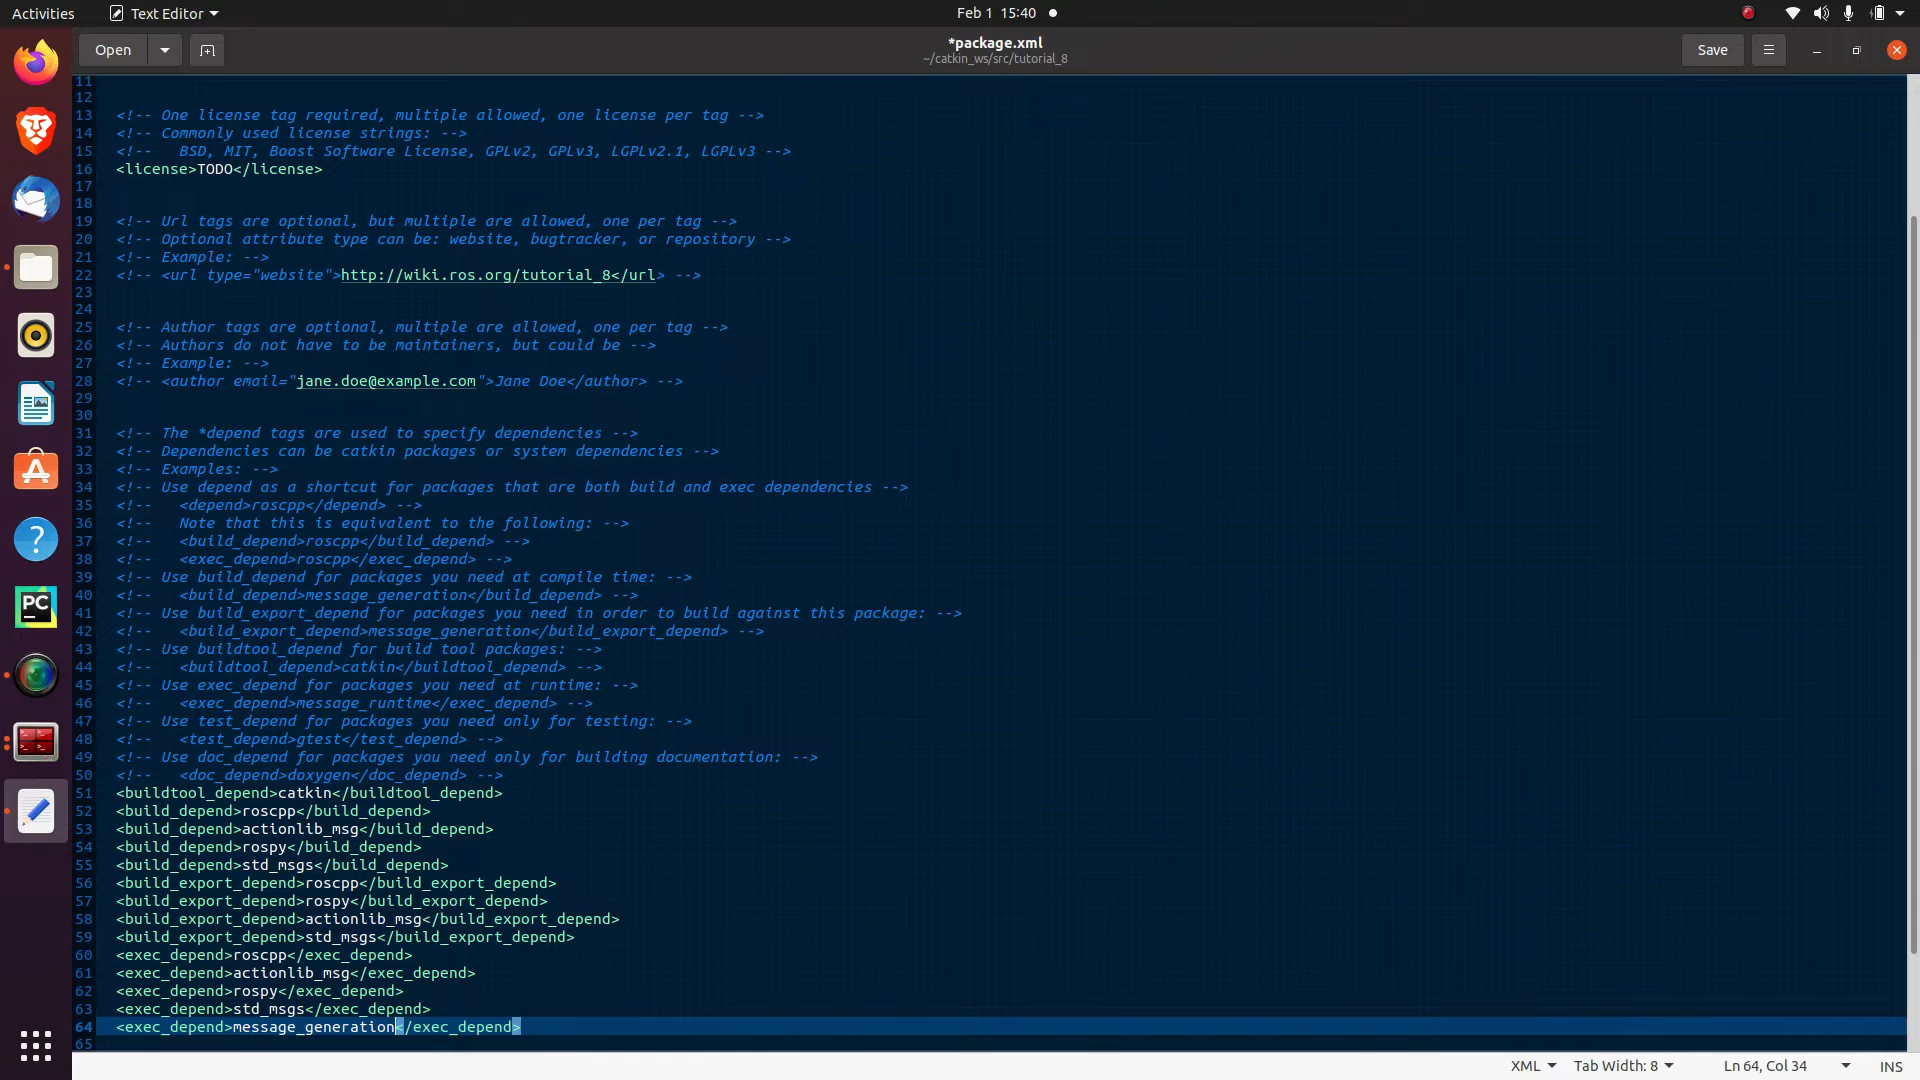 Activities
Text Editor
Feb 1 15:40
Open
*package.xml
~/catkin_ws/src/tutorial_8
Save
11
12
13 <!-- One license tag required, multiple allowed, one license per tag -->
14 <!-- Commonly used license strings: -->
15 <!--   BSD, MIT, Boost Software License, GPLv2, GPLv3, LGPLv2.1, LGPLv3 -->
16 <license>TODO</license>
17
18
19 <!-- Url tags are optional, but multiple are allowed, one per tag -->
20 <!-- Optional attribute type can be: website, bugtracker, or repository -->
21 <!-- Example: -->
22 <!-- <url type="website">http://wiki.ros.org/tutorial_8</url> -->
23
24
25 <!-- Author tags are optional, multiple are allowed, one per tag -->
26 <!-- Authors do not have to be maintainers, but could be -->
27 <!-- Example: -->
28 <!-- <author email="jane.doe@example.com">Jane Doe</author> -->
29
30
31 <!-- The *depend tags are used to specify dependencies -->
32 <!-- Dependencies can be catkin packages or system dependencies -->
33 <!-- Examples: -->
34 <!-- Use depend as a shortcut for packages that are both build and exec dependencies -->
35 <!--   <depend>roscpp</depend> -->
36 <!--   Note that this is equivalent to the following: -->
37 <!--   <build_depend>roscpp</build_depend> -->
38 <!--   <exec_depend>roscpp</exec_depend> -->
39 <!-- Use build_depend for packages you need at compile time: -->
40 <!--   <build_depend>message_generation</build_depend> -->
41 <!-- Use build_export_depend for packages you need in order to build against this package: -->
42 <!--   <build_export_depend>message_generation</build_export_depend> -->
43 <!-- Use buildtool_depend for build tool packages: -->
44 <!--   <buildtool_depend>catkin</buildtool_depend> -->
45 <!-- Use exec_depend for packages you need at runtime: -->
46 <!--   <exec_depend>message_runtime</exec_depend> -->
47 <!-- Use test_depend for packages you need only for testing: -->
48 <!--   <test_depend>gtest</test_depend> -->
49 <!-- Use doc_depend for packages you need only for building documentation: -->
50 <!--   <doc_depend>doxygen</doc_depend> -->
51 <buildtool_depend>catkin</buildtool_depend>
52 <build_depend>roscpp</build_depend>
53 <build_depend>actionlib_msg</build_depend>
54 <build_depend>rospy</build_depend>
55 <build_depend>std_msgs</build_depend>
56 <build_export_depend>roscpp</build_export_depend>
57 <build_export_depend>rospy</build_export_depend>
58 <build_export_depend>actionlib_msg</build_export_depend>
59 <build_export_depend>std_msgs</build_export_depend>
60 <exec_depend>roscpp</exec_depend>
61 <exec_depend>actionlib_msg</exec_depend>
62 <exec_depend>rospy</exec_depend>
63 <exec_depend>std_msgs</exec_depend>
64 <exec_depend>message_generation</exec_depend>
65
PC
XML
Tab Width: 8
Ln 64, Col 34
INS